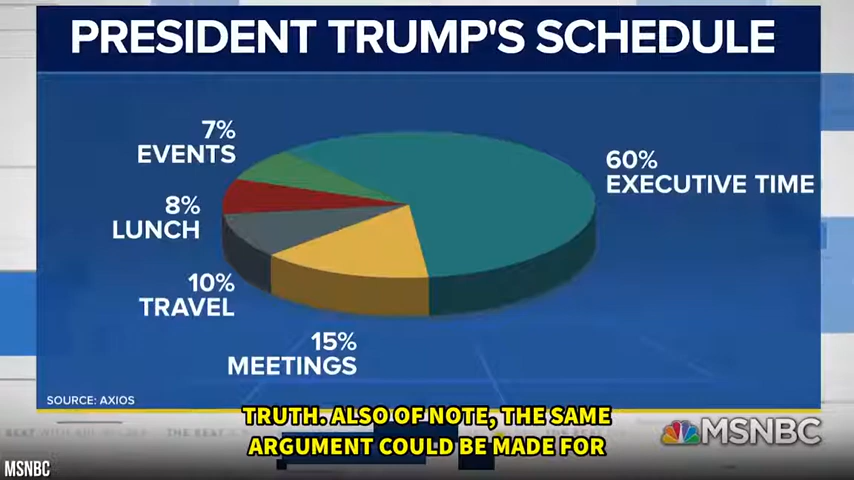 PRESIDENT TRUMP'S SCHEDULE
7%
EVENTS
60%
EXECUTIVE TIME
8%
LUNCH
10%
TRAVEL
15%
MEETINGS
SOURCE: AXIOS
TRUTH. ALSO OF NOTE, THE SAME
ARGUMENT COULD BE MADE FOR
MSNBC
MSNBC